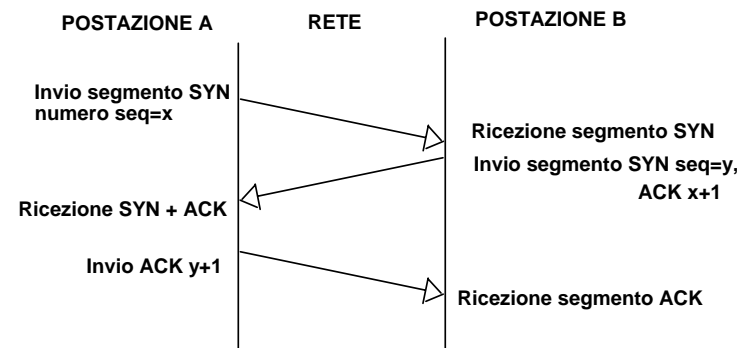 POSTAZIONE A
RETE
POSTAZIONE B
Invio segmento SYN
numero seq=x
Ricezione segmento SYN
Invio segmento SYN seq=y,
ACK x+1
Ricezione SYN + ACK
Invio ACK y+1
Ricezione segmento ACK